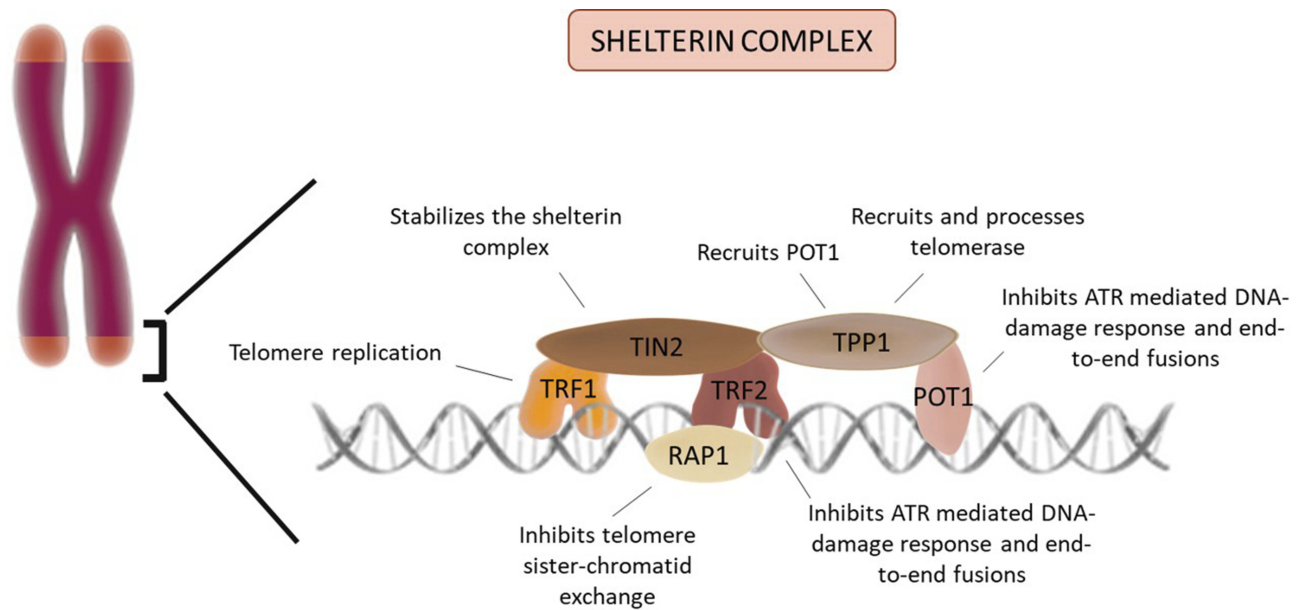 SHELTERIN COMPLEX
Stabilizes the shelterin
complex
Recruits POT1
Recruits and processes
telomerase
Inhibits ATR mediated DNA-
damage response and end-
to-end fusions
Telomere replication
TIN2
TPP1
TRF1
TRF2
POT1
RAP1
Inhibits telomere
sister-chromatid
exchange
Inhibits ATR mediated DNA-
damage response and end-
to-end fusions